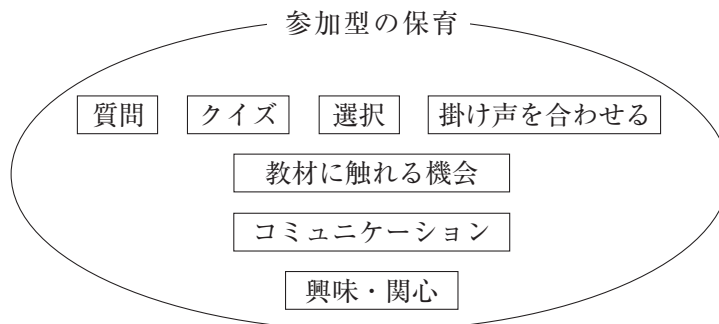 参加型の保育
質問 クイズ 選択 掛け声を合わせる
教材に触れる機会
コミュニケーション
興味・関心